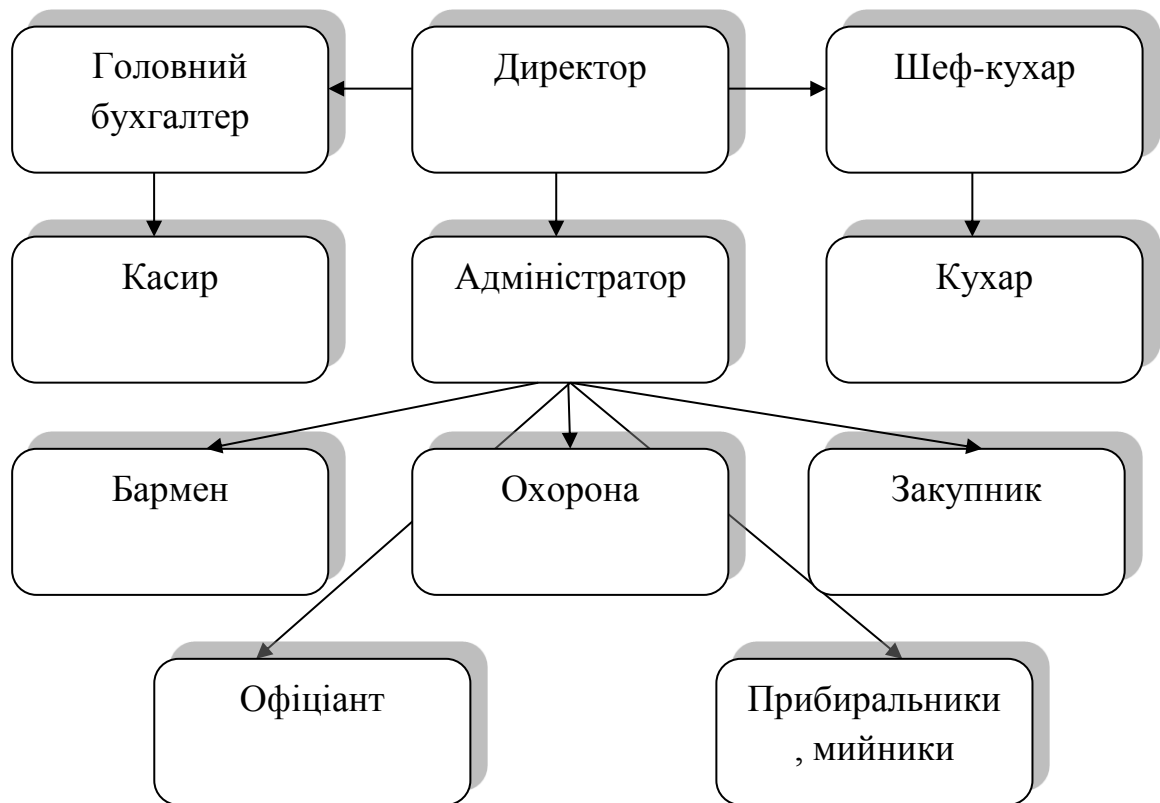 Головний
бухгалтер
Директор
Шеф-кухар
Касир
Адміністратор
Кухар
Бармен
Охорона
Закупник
Офіціант
Прибиральники
, мийники